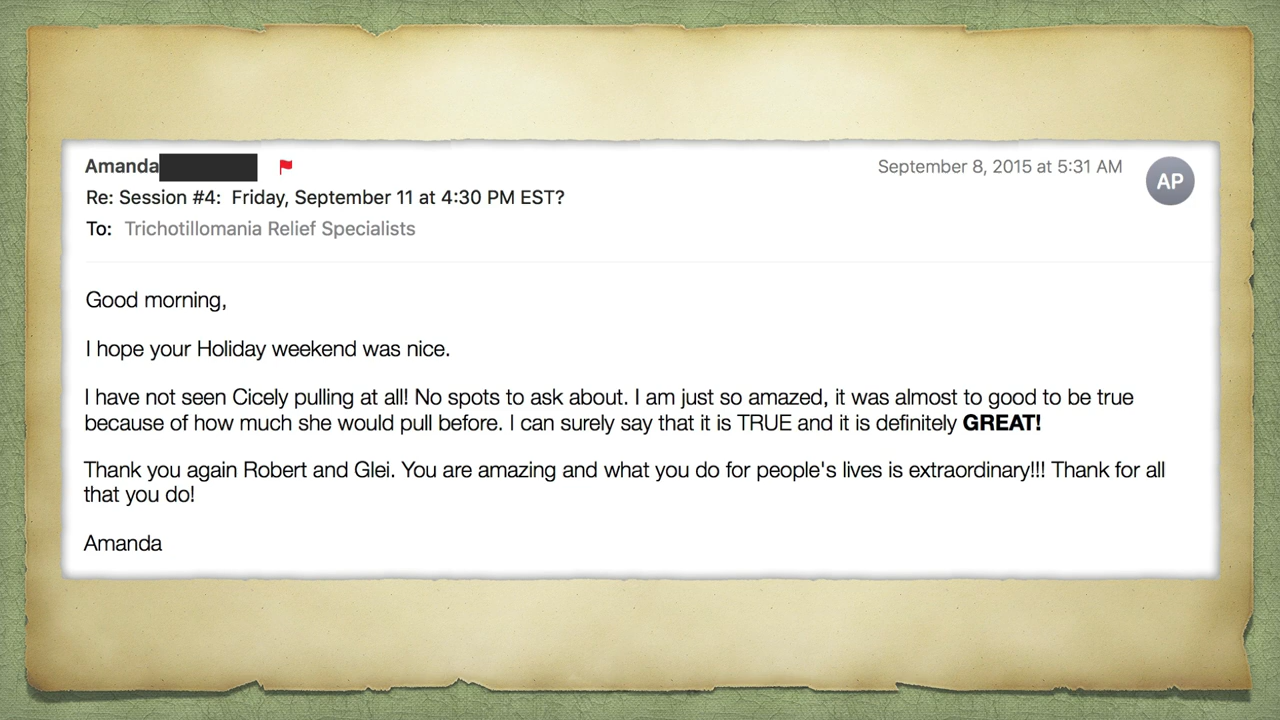 Amanda
September 8, 2015 at 5:31 AM
AP
Re: Session #4: Friday, September 11 at 4:30 PM EST?
To: Trichotillomania Relief Specialists
Good morning,
I hope your Holiday weekend was nice.
I have not seen Cicely pulling at all! No spots to ask about. I am just so amazed, it was almost to good to be true
because of how much she would pull before. I can surely say that it is TRUE and it is definitely GREAT!
Thank you again Robert and Glei. You are amazing and what you do for people's lives is extraordinary!!! Thank for all
that you do!
Amanda